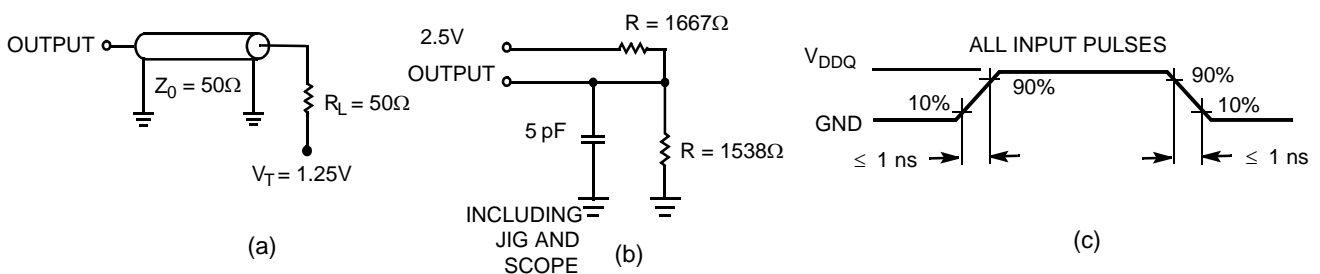 OUTPUT
Z0 = 50Ω
RL = 50Ω
VT = 1.25V
(a)
R = 1667Ω
2.5V
OUTPUT
5 pF
R = 1538Ω
INCLUDING
JIG AND
SCOPE
(b)
ALL INPUT PULSES
VDDQ
90%
90%
10%
10%
GND
≤ 1 ns
≤ 1 ns
(c)